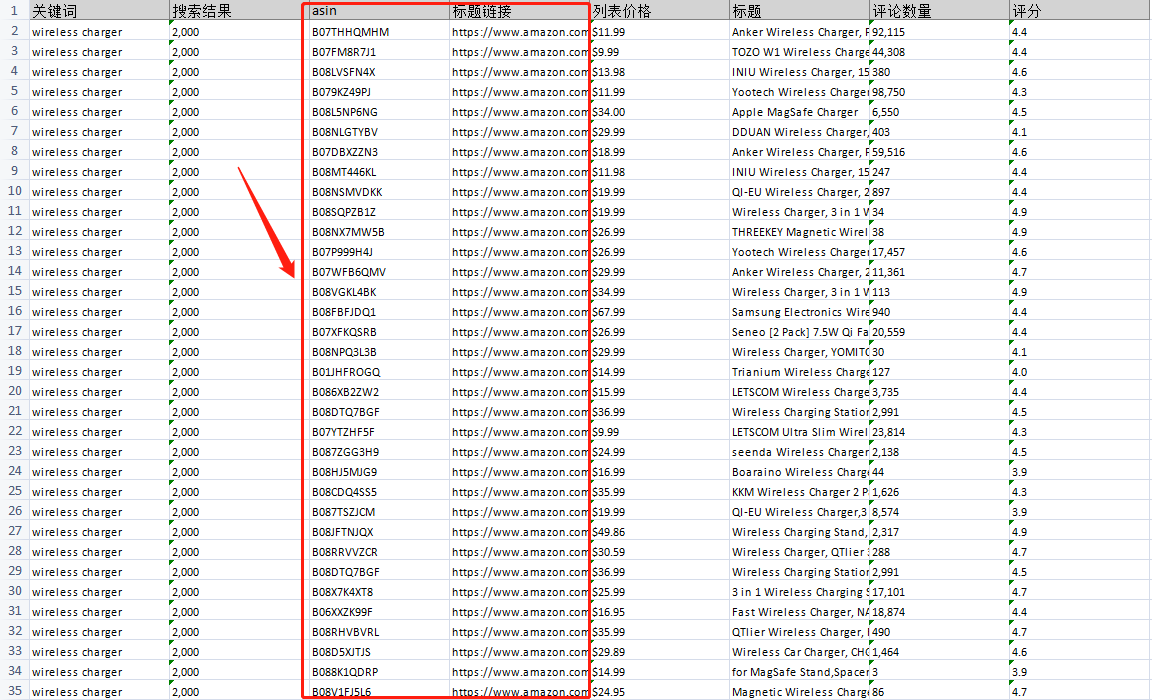 1 关键词 搜索结果 asin 标题链接 列表价格 标题 评论数量 评分
2 wireless charger 2,000 B07THHQMHM https://www.amazon.com $11.99 Anker Wireless Charger, F 92,115 4.4
3 wireless charger 2,000 B07FM8R7J1 https://www.amazon.com $9.99 TOZO W1 Wireless Charge 44,308 4.4
4 wireless charger 2,000 B08LVSFN4X https://www.amazon.com $13.98 INIU Wireless Charger, 15 380 4.6
5 wireless charger 2,000 B079KZ49PJ https://www.amazon.com $11.99 Yootech Wireless Charger 98,750 4.3
6 wireless charger 2,000 B08L5NP6NG https://www.amazon.com $34.00 Apple MagSafe Charger 6,550 4.5
7 wireless charger 2,000 B08NLGTYBV https://www.amazon.com $29.99 DDUAN Wireless Charger, 403 4.1
8 wireless charger 2,000 B07DBXZZN3 https://www.amazon.com $18.99 Anker Wireless Charger, F 59,516 4.6
9 wireless charger 2,000 B08MT446KL https://www.amazon.com $11.98 INIU Wireless Charger, 15 247 4.4
10 wireless charger 2,000 B08NSMVDKK https://www.amazon.com $19.99 QI-EU Wireless Charger, 2 897 4.4
11 wireless charger 2,000 B08SQPZB1Z https://www.amazon.com $19.99 Wireless Charger, 3 in 1 W 34 4.9
12 wireless charger 2,000 B08NX7MW5B https://www.amazon.com $26.99 THREEKEY Magnetic Wirel 38 4.9
13 wireless charger 2,000 B07P999H4J https://www.amazon.com $26.99 Yootech Wireless Charger 17,457 4.6
14 wireless charger 2,000 B07WFB6QMV https://www.amazon.com $29.99 Anker Wireless Charger, 2 11,361 4.7
15 wireless charger 2,000 B08VGKL4BK https://www.amazon.com $34.99 Wireless Charger, 3 in 1 W 113 4.9
16 wireless charger 2,000 B08FBFJDQ1 https://www.amazon.com $67.99 Samsung Electronics Wire 940 4.4
17 wireless charger 2,000 B07XFKQSRB https://www.amazon.com $26.99 Seneo [2 Pack] 7.5W Qi Fa 20,559 4.4
18 wireless charger 2,000 B08NPQ3L3B https://www.amazon.com $29.99 Wireless Charger, YOMITO 30 4.1
19 wireless charger 2,000 B01JHFROGQ https://www.amazon.com $14.99 Trianium Wireless Charge 127 4.0
20 wireless charger 2,000 B086XB2ZW2 https://www.amazon.com $15.99 LETSCOM Wireless Charge 3,735 4.4
21 wireless charger 2,000 B08DTQ7BGF https://www.amazon.com $36.99 Wireless Charging Station 2,991 4.5
22 wireless charger 2,000 B07YTZHF5F https://www.amazon.com $9.99 LETSCOM Ultra Slim Wirel 23,814 4.3
23 wireless charger 2,000 B087ZGG3H9 https://www.amazon.com $24.99 seenda Wireless Charger 2,138 4.5
24 wireless charger 2,000 B08HJ5MJG9 https://www.amazon.com $16.99 Boaraino Wireless Charg 44 3.9
25 wireless charger 2,000 B08CDQ4SS5 https://www.amazon.com $35.99 KKM Wireless Charger 2 P 1,626 4.3
26 wireless charger 2,000 B087TSZJCM https://www.amazon.com $19.99 QI-EU Wireless Charger,3 8,574 3.9
27 wireless charger 2,000 B08JFTNJQX https://www.amazon.com $49.86 Wireless Charging Stand, 2,317 4.9
28 wireless charger 2,000 B08RRVVZCR https://www.amazon.com $30.59 Wireless Charger, QTlier 288 4.7
29 wireless charger 2,000 B08DTQ7BGF https://www.amazon.com $36.99 Wireless Charging Station 2,991 4.5
30 wireless charger 2,000 B08X7K4XT8 https://www.amazon.com $25.99 3 in 1 Wireless Charging S 17,101 4.7
31 wireless charger 2,000 B06XXZK99F https://www.amazon.com $16.95 Fast Wireless Charger, NA 18,874 4.4
32 wireless charger 2,000 B08RHVBVRL https://www.amazon.com $35.99 QTlier Wireless Charger, 490 4.7
33 wireless charger 2,000 B08D5XJTJS https://www.amazon.com $29.89 Wireless Car Charger, CHO 1,464 4.6
34 wireless charger 2,000 B088K1QDRP https://www.amazon.com $14.99 for MagSafe Stand,Spacer 3 3.9
35 wireless charger 2,000 B08V1FJ5L6 https://www.amazon.com $24.95 Magnetic Wireless Charge 86 4.7